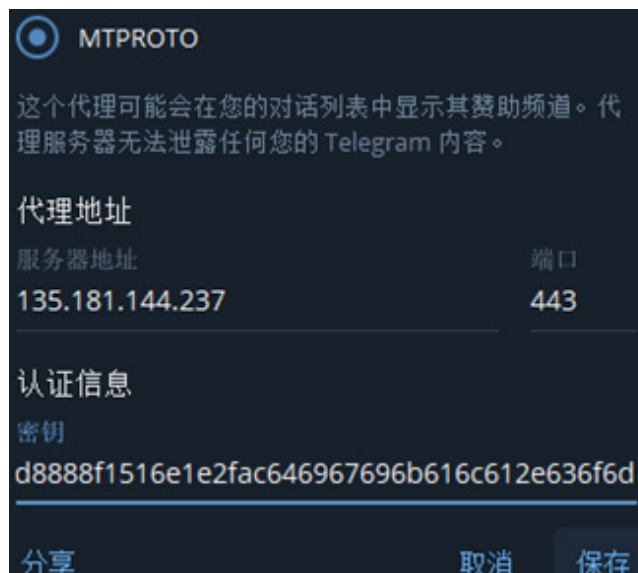 MTPROTO
这个代理可能会在您的对话列表中显示其赞助频道。代
理服务器无法泄露任何您的 Telegram 内容。
代理地址
服务器地址 端口
135.181.144.237 443
认证信息
密钥
d8888f1516e1e2fac646967696b616c612e636f6d
分享 取消 保存